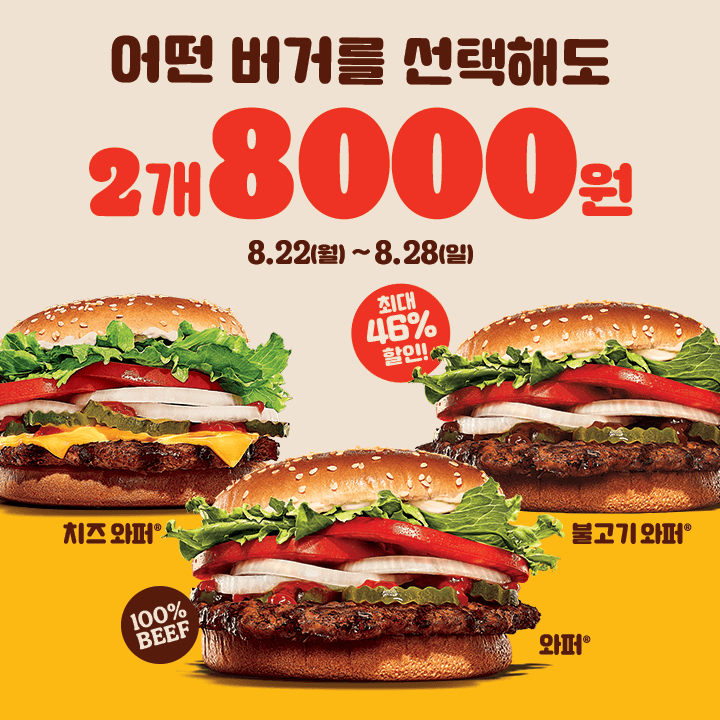 어떤 버거를 선택해도
2개 8000원
8.22(월) ~ 8.28(일)
최대
46%
할인!
치즈 와퍼®
불고기 와퍼®
100%
BEEF
와퍼®